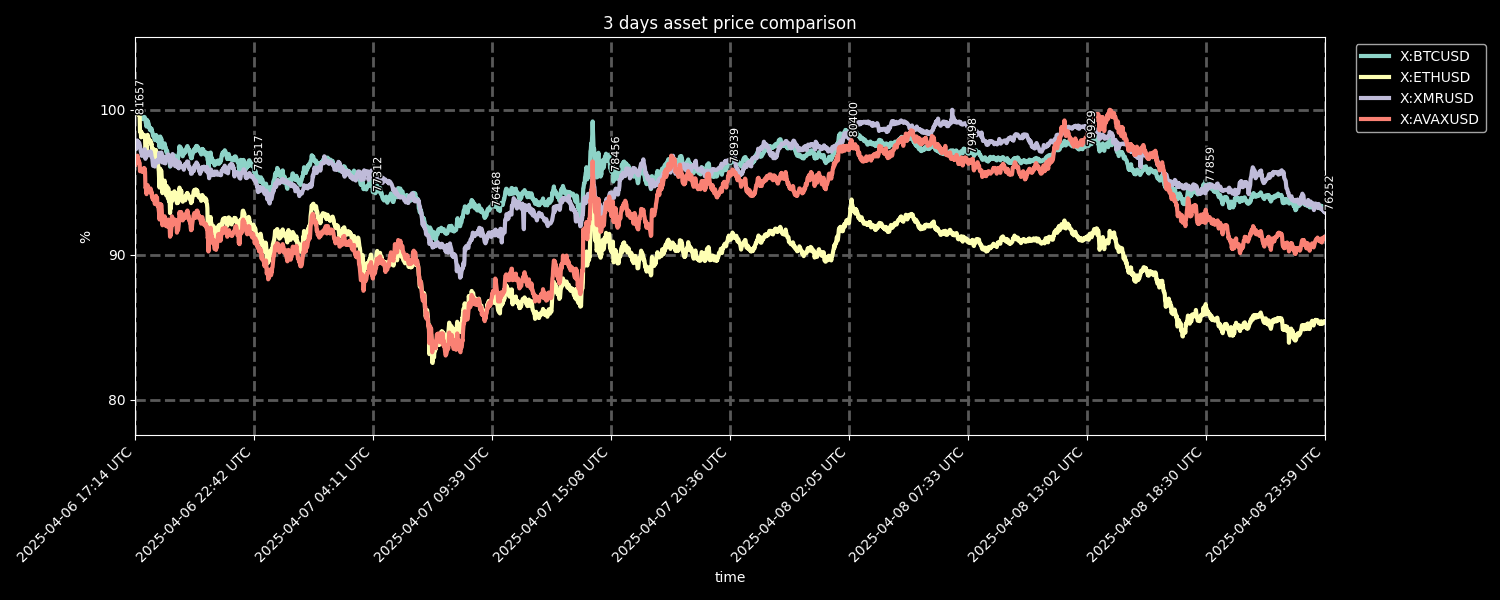 3 days asset price comparison
X:BTCUSD
X:ETHUSD
X:XMRUSD
X:AVAXUSD
100
90
80
%
81657
78517
77312
76468
78456
78939
80400
79498
79929
77859
76252
2025-04-06 17:14 UTC
2025-04-06 22:42 UTC
2025-04-07 04:11 UTC
2025-04-07 09:39 UTC
2025-04-07 15:08 UTC
2025-04-07 20:36 UTC
2025-04-08 02:05 UTC
2025-04-08 07:33 UTC
2025-04-08 13:02 UTC
2025-04-08 18:30 UTC
2025-04-08 23:59 UTC
time